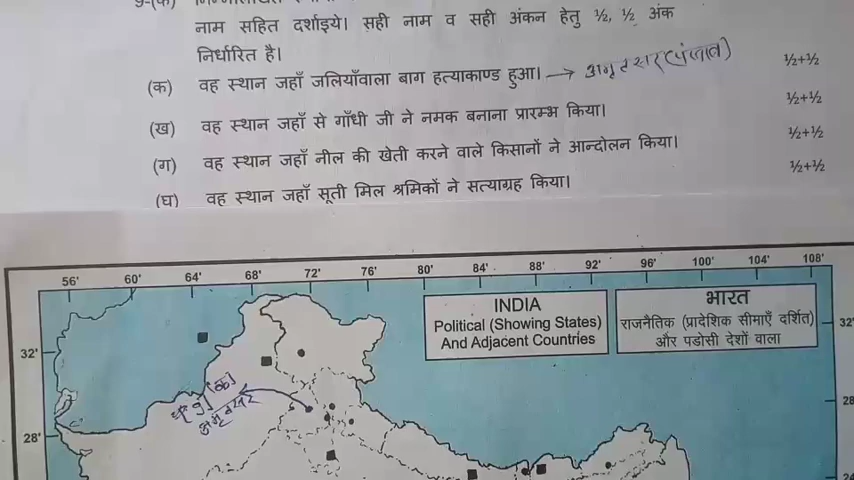 नाम सहित दर्शाइये। सही नाम व सही अंकन हेतु ½, ½ अंक
निर्धारित है।
(क) वह स्थान जहाँ जलियाँवाला बाग हत्याकाण्ड हुआ। → अमृतसर (पंजाब) ½+½
(ख) वह स्थान जहाँ से गाँधी जी ने नमक बनाना प्रारम्भ किया। ½+½
(ग) वह स्थान जहाँ नील की खेती करने वाले किसानों ने आन्दोलन किया। ½+½
(घ) वह स्थान जहाँ सूती मिल श्रमिकों ने सत्याग्रह किया। ½+½
56' 60' 64' 68' 72' 76' 80' 84' 88' 92' 96' 100' 104' 108'
INDIA
Political (Showing States)
And Adjacent Countries
भारत
राजनैतिक (प्रादेशिक सीमाएँ दर्शित)
और पडोसी देशों वाला
32' 32'
9(क)
अमृतसर
28' 28'
24